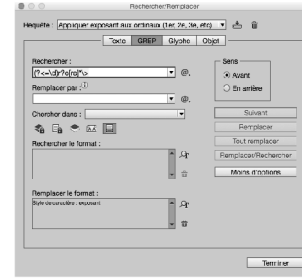 Rechercher/Remplacer
Requête : Appliquer exposant aux ordinaux (1er, 2e, 3e, etc)
Texte GREP Glyphe Objet
Rechercher :
Remplacer par :
Chercher dans :
Rechercher le format :
Remplacer le format :
Style de caractère : exposant
Sens
Avant
En arrière
Suivant
Remplacer
Tout remplacer
Remplacer/Rechercher
Moins d'options
Terminer